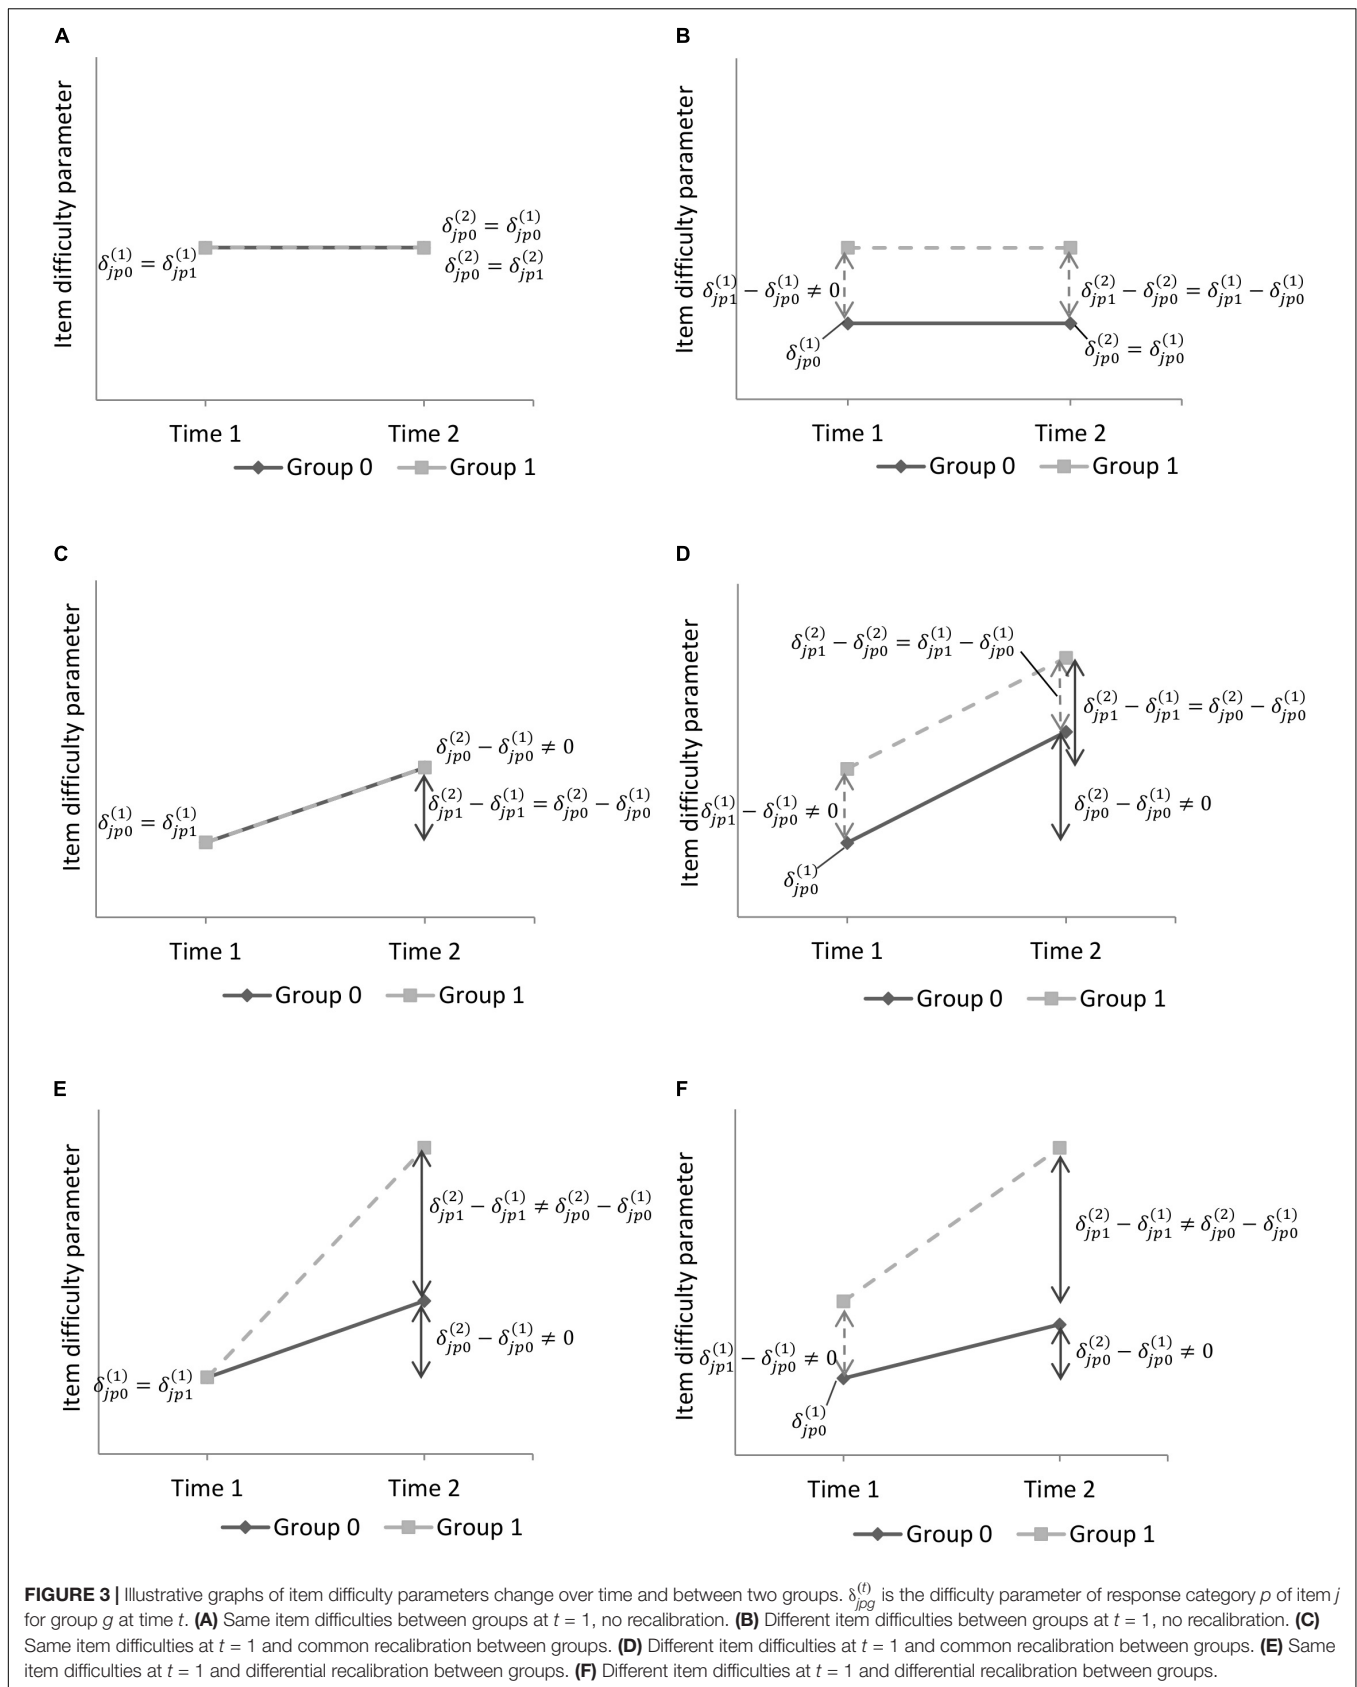 A
Item difficulty parameter
δ_{jp0}^{(1)} = δ_{jp1}^{(1)}
δ_{jp0}^{(2)} = δ_{jp0}^{(1)}
δ_{jp0}^{(2)} = δ_{jp1}^{(2)}
Time 1
Time 2
Group 0
Group 1
B
Item difficulty parameter
δ_{jp1}^{(1)} − δ_{jp0}^{(1)} ≠ 0
δ_{jp0}^{(1)}
δ_{jp1}^{(2)} − δ_{jp0}^{(2)} = δ_{jp1}^{(1)} − δ_{jp0}^{(1)}
δ_{jp0}^{(2)} = δ_{jp0}^{(1)}
Time 1
Time 2
Group 0
Group 1
C
Item difficulty parameter
δ_{jp0}^{(1)} = δ_{jp1}^{(1)}
δ_{jp0}^{(2)} − δ_{jp0}^{(1)} ≠ 0
δ_{jp1}^{(2)} − δ_{jp1}^{(1)} = δ_{jp0}^{(2)} − δ_{jp0}^{(1)}
Time 1
Time 2
Group 0
Group 1
D
Item difficulty parameter
δ_{jp1}^{(2)} − δ_{jp0}^{(2)} = δ_{jp1}^{(1)} − δ_{jp0}^{(1)}
δ_{jp1}^{(2)} − δ_{jp1}^{(1)} = δ_{jp0}^{(2)} − δ_{jp0}^{(1)}
δ_{jp1}^{(1)} − δ_{jp0}^{(1)} ≠ 0
δ_{jp0}^{(2)} − δ_{jp0}^{(1)} ≠ 0
δ_{jp0}^{(1)}
Time 1
Time 2
Group 0
Group 1
E
Item difficulty parameter
δ_{jp1}^{(2)} − δ_{jp1}^{(1)} ≠ δ_{jp0}^{(2)} − δ_{jp0}^{(1)}
δ_{jp0}^{(2)} − δ_{jp0}^{(1)} ≠ 0
δ_{jp0}^{(1)} = δ_{jp1}^{(1)}
Time 1
Time 2
Group 0
Group 1
F
Item difficulty parameter
δ_{jp1}^{(2)} − δ_{jp1}^{(1)} ≠ δ_{jp0}^{(2)} − δ_{jp0}^{(1)}
δ_{jp1}^{(1)} − δ_{jp0}^{(1)} ≠ 0
δ_{jp0}^{(2)} − δ_{jp0}^{(1)} ≠ 0
δ_{jp0}^{(1)}
Time 1
Time 2
Group 0
Group 1
FIGURE 3 | Illustrative graphs of item difficulty parameters change over time and between two groups. δ_{jpg}^{(t)} is the difficulty parameter of response category p of item j
for group g at time t. (A) Same item difficulties between groups at t = 1, no recalibration. (B) Different item difficulties between groups at t = 1, no recalibration. (C)
Same item difficulties at t = 1 and common recalibration between groups. (D) Different item difficulties at t = 1 and common recalibration between groups. (E) Same
item difficulties at t = 1 and differential recalibration between groups. (F) Different item difficulties at t = 1 and differential recalibration between groups.